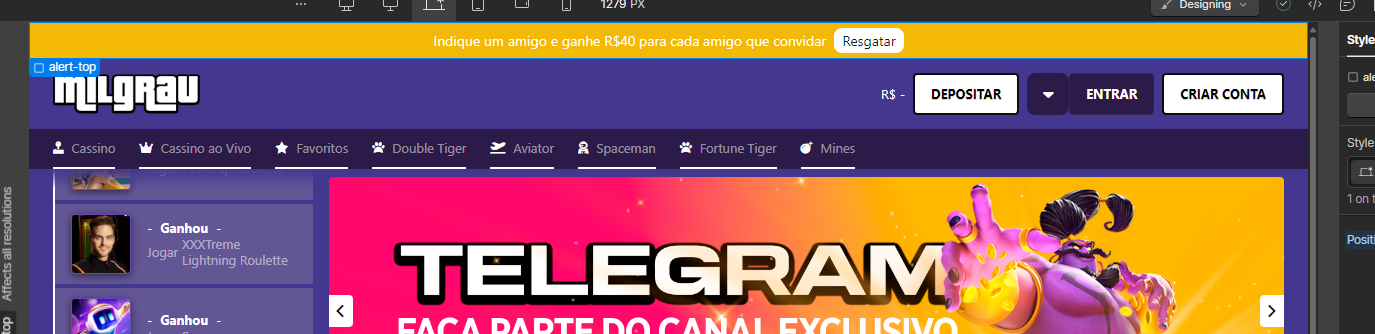 1279 PX
Designing
Indique um amigo e ganhe R$40 para cada amigo que convidar
Resgatar
alert-top
MILGRAU
R$ -
DEPOSITAR
ENTRAR
CRIAR CONTA
Cassino
Cassino ao Vivo
Favoritos
Double Tiger
Aviator
Spaceman
Fortune Tiger
Mines
- Ganhou -
Jogar
XXXTreme
Lightning Roulette
- Ganhou -
TELEGRAM
FAÇA PARTE DO CANAL EXCLUSIVO
Affects all resolutions
top
Style
ale
Style
1 on t
Positi